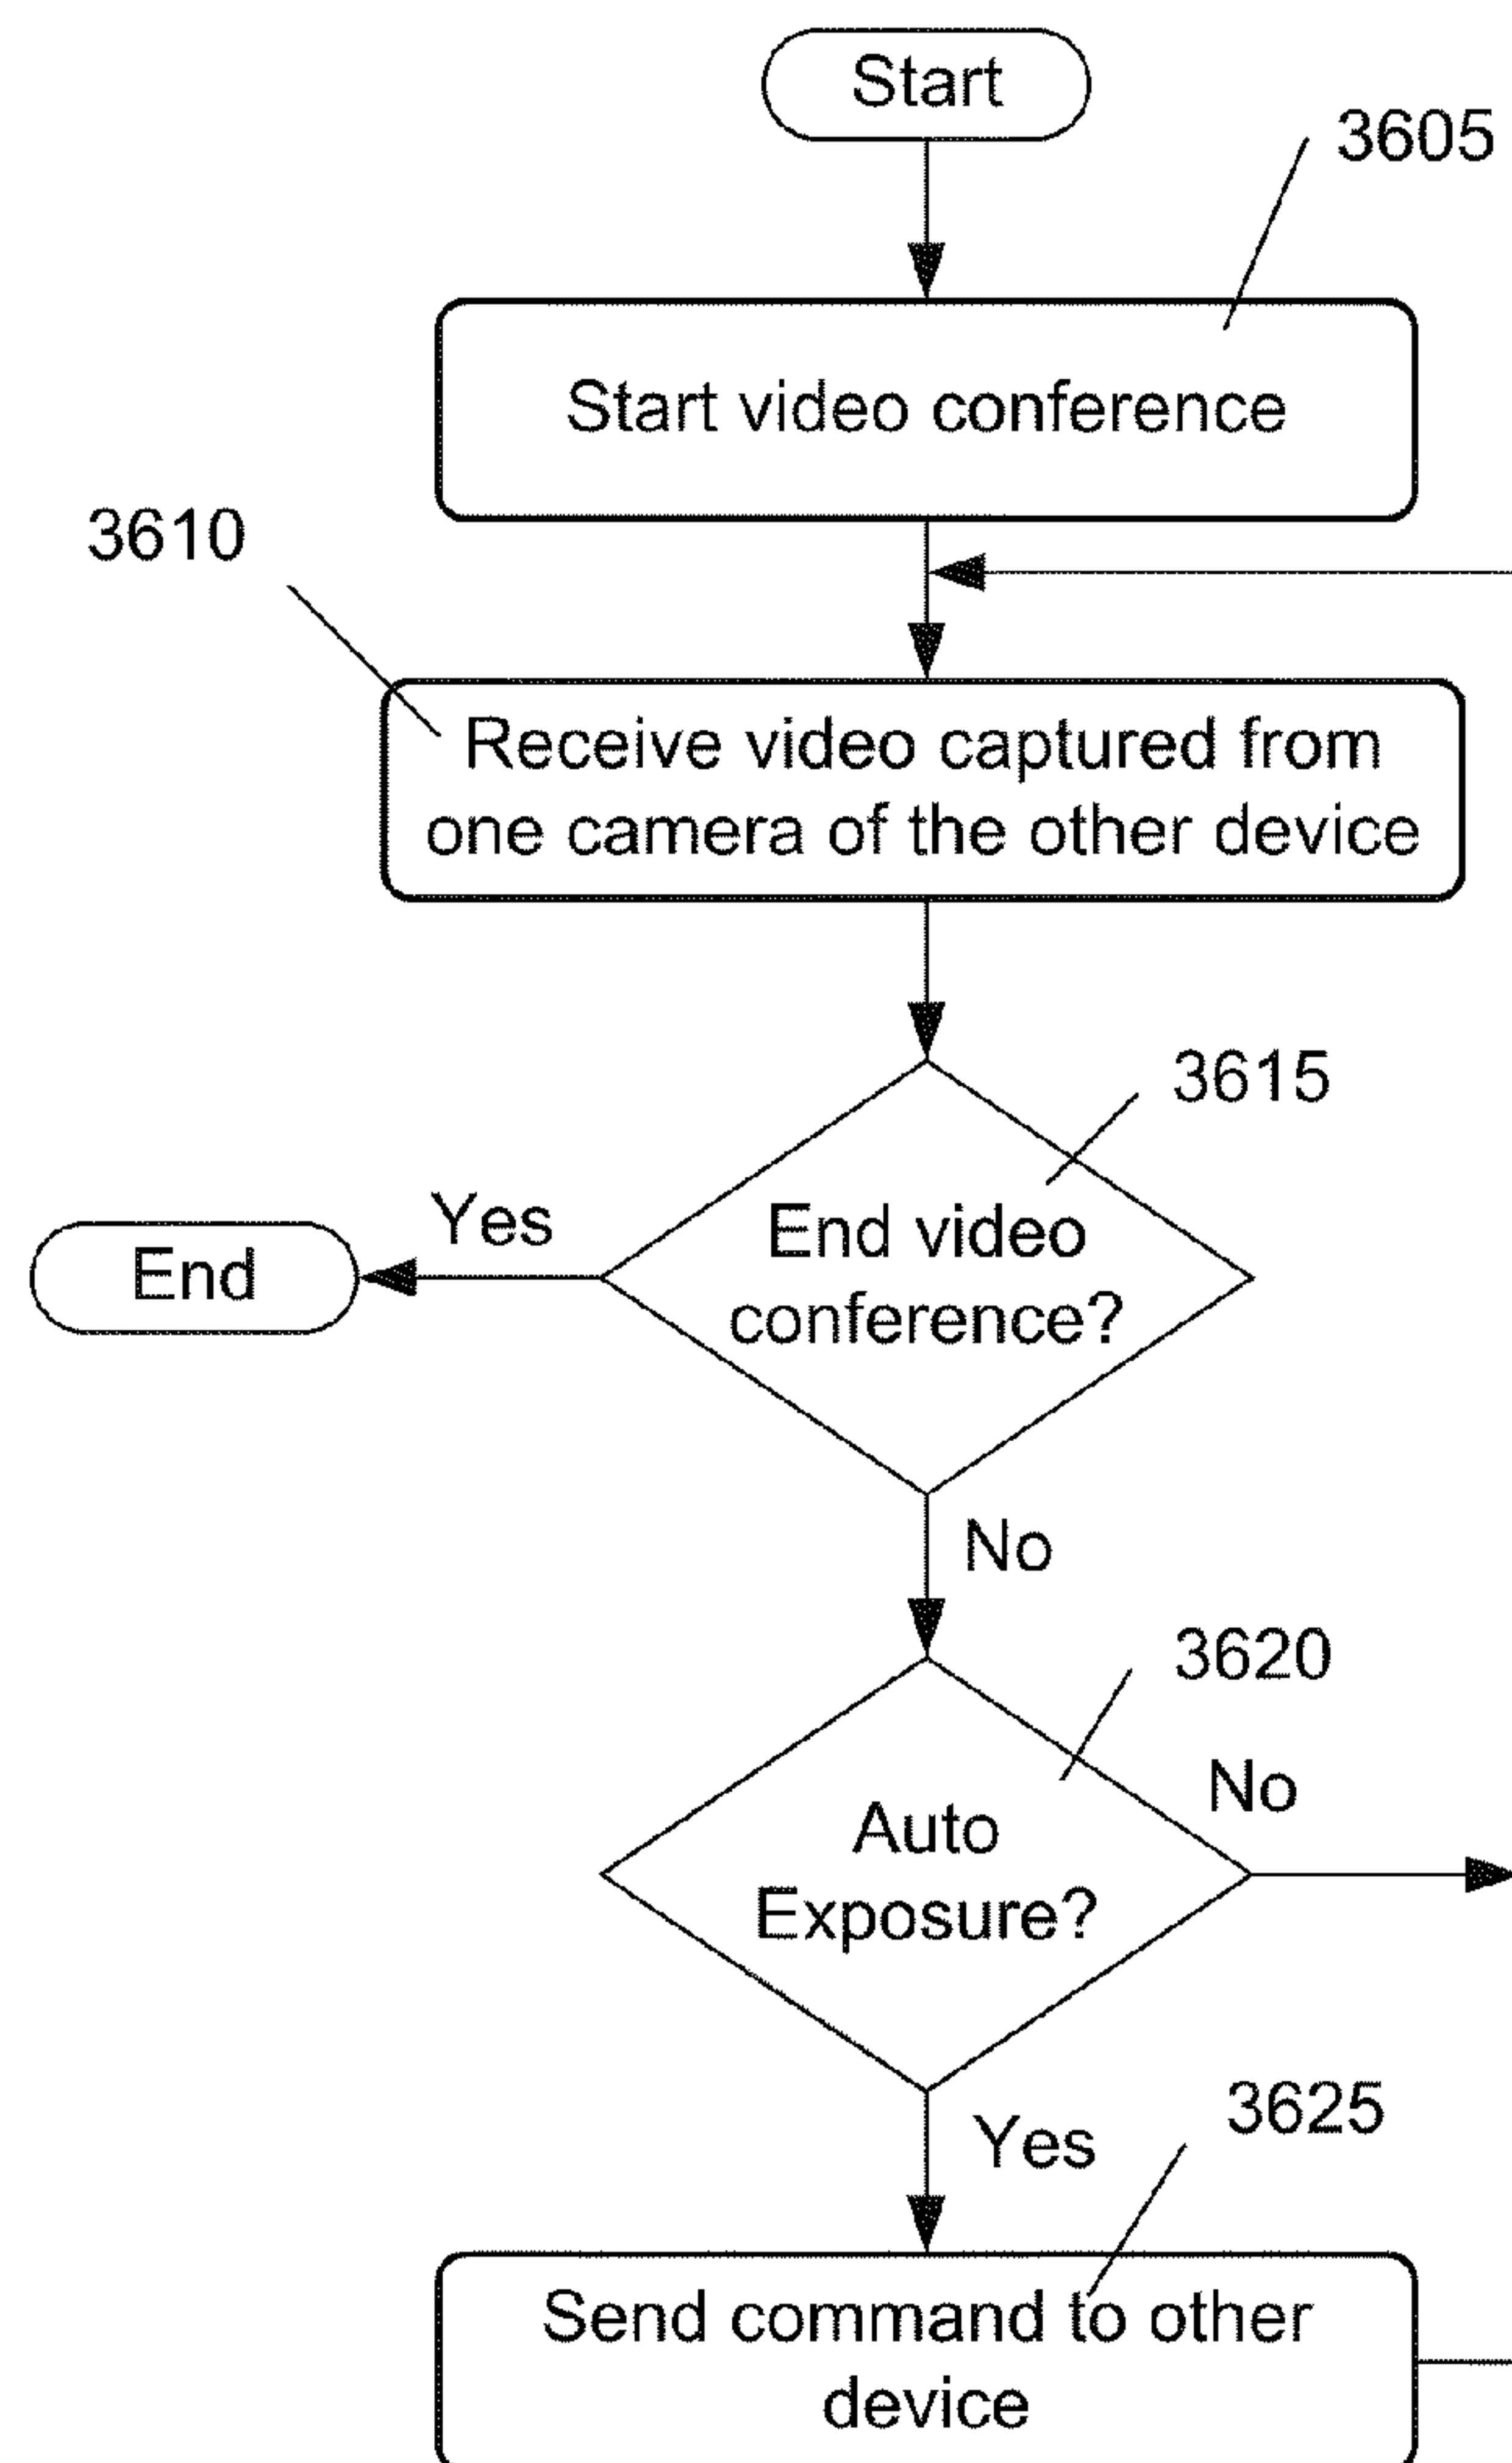 Start
3605
Start video conference
3610
Receive video captured from
one camera of the other device
3615
End video
conference?
Yes
End
No
3620
Auto
Exposure?
No
Yes
3625
Send command to other
device